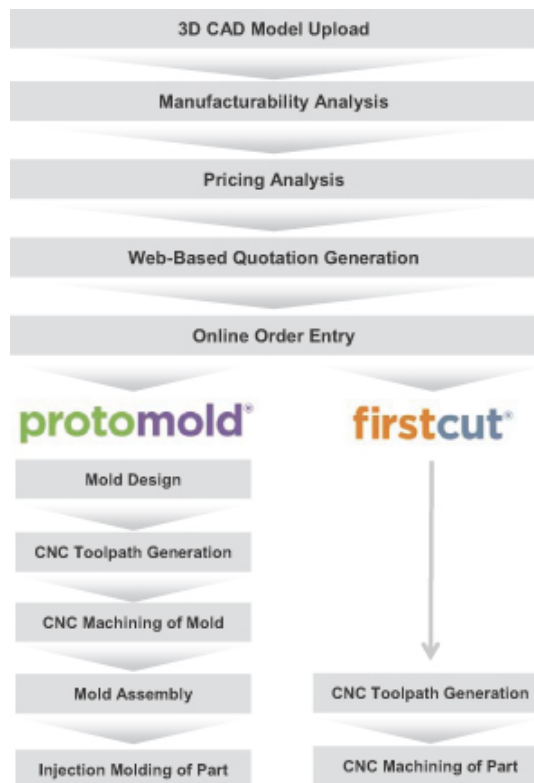 3D CAD Model Upload
Manufacturability Analysis
Pricing Analysis
Web-Based Quotation Generation
Online Order Entry
protomold®
firstcut®
Mold Design
CNC Toolpath Generation
CNC Machining of Mold
Mold Assembly
Injection Molding of Part
CNC Toolpath Generation
CNC Machining of Part